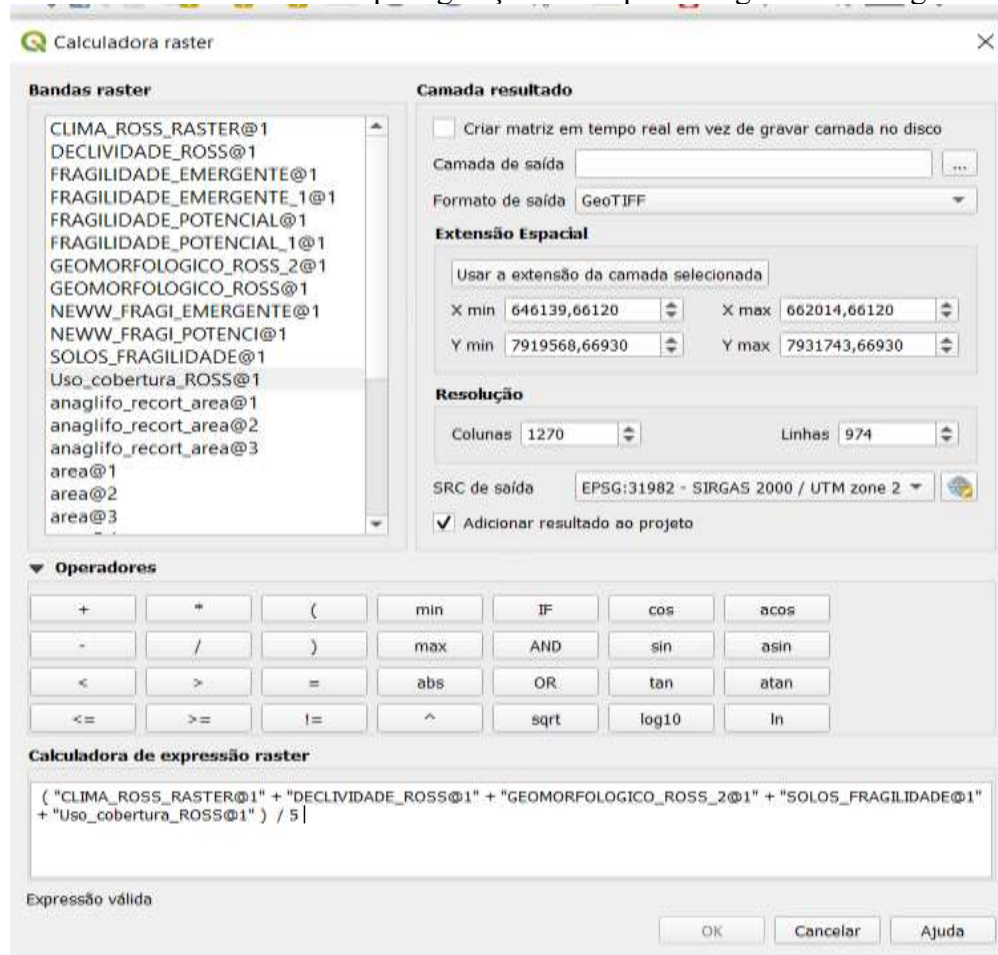 Calculadora raster
Bandas raster
CLIMA_ROSS_RASTER@1
DECLIVIDADE_ROSS@1
FRAGILIDADE_EMERGENTE@1
FRAGILIDADE_EMERGENTE_1@1
FRAGILIDADE_POTENCIAL@1
FRAGILIDADE_POTENCIAL_1@1
GEOMORFOLOGICO_ROSS_2@1
GEOMORFOLOGICO_ROSS@1
NEWW_FRAGI_EMERGENTE@1
NEWW_FRAGI_POTENCI@1
SOLOS_FRAGILIDADE@1
Uso_cobertura_ROSS@1
anaglifo_recort_area@1
anaglifo_recort_area@2
anaglifo_recort_area@3
area@1
area@2
area@3
Camada resultado
Criar matriz em tempo real em vez de gravar camada no disco
Camada de saída ...
Formato de saída GeoTIFF
Extensão Espacial
Usar a extensão da camada selecionada
X min 646139,66120 X max 662014,66120
Y min 7919568,66930 Y max 7931743,66930
Resolução
Colunas 1270 Linhas 974
SRC de saída EPSG:31982 - SIRGAS 2000 / UTM zone 2
Adicionar resultado ao projeto
Operadores
+ * ( min IF cos acos
- / ) max AND sin asin
< > = abs OR tan atan
<= >= != ^ sqrt log10 ln
Calculadora de expressão raster
( "CLIMA_ROSS_RASTER@1" + "DECLIVIDADE_ROSS@1" + "GEOMORFOLOGICO_ROSS_2@1" + "SOLOS_FRAGILIDADE@1"
+ "Uso_cobertura_ROSS@1" ) / 5
Expressão válida
OK Cancelar Ajuda